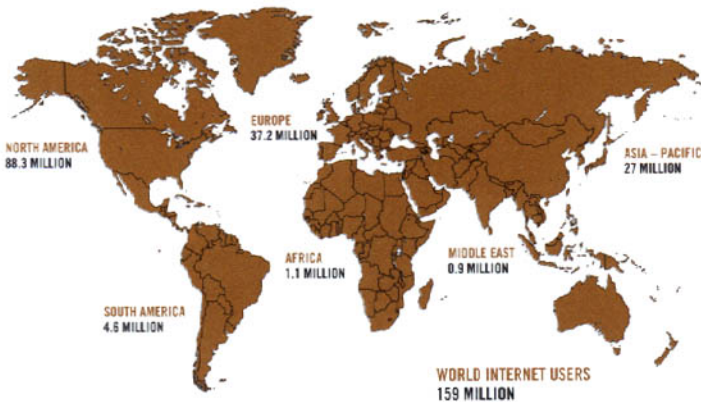 EUROPE
37.2 MILLION
NORTH AMERICA
88.3 MILLION
ASIA – PACIFIC
27 MILLION
AFRICA
1.1 MILLION
MIDDLE EAST
0.9 MILLION
SOUTH AMERICA
4.6 MILLION
WORLD INTERNET USERS
159 MILLION